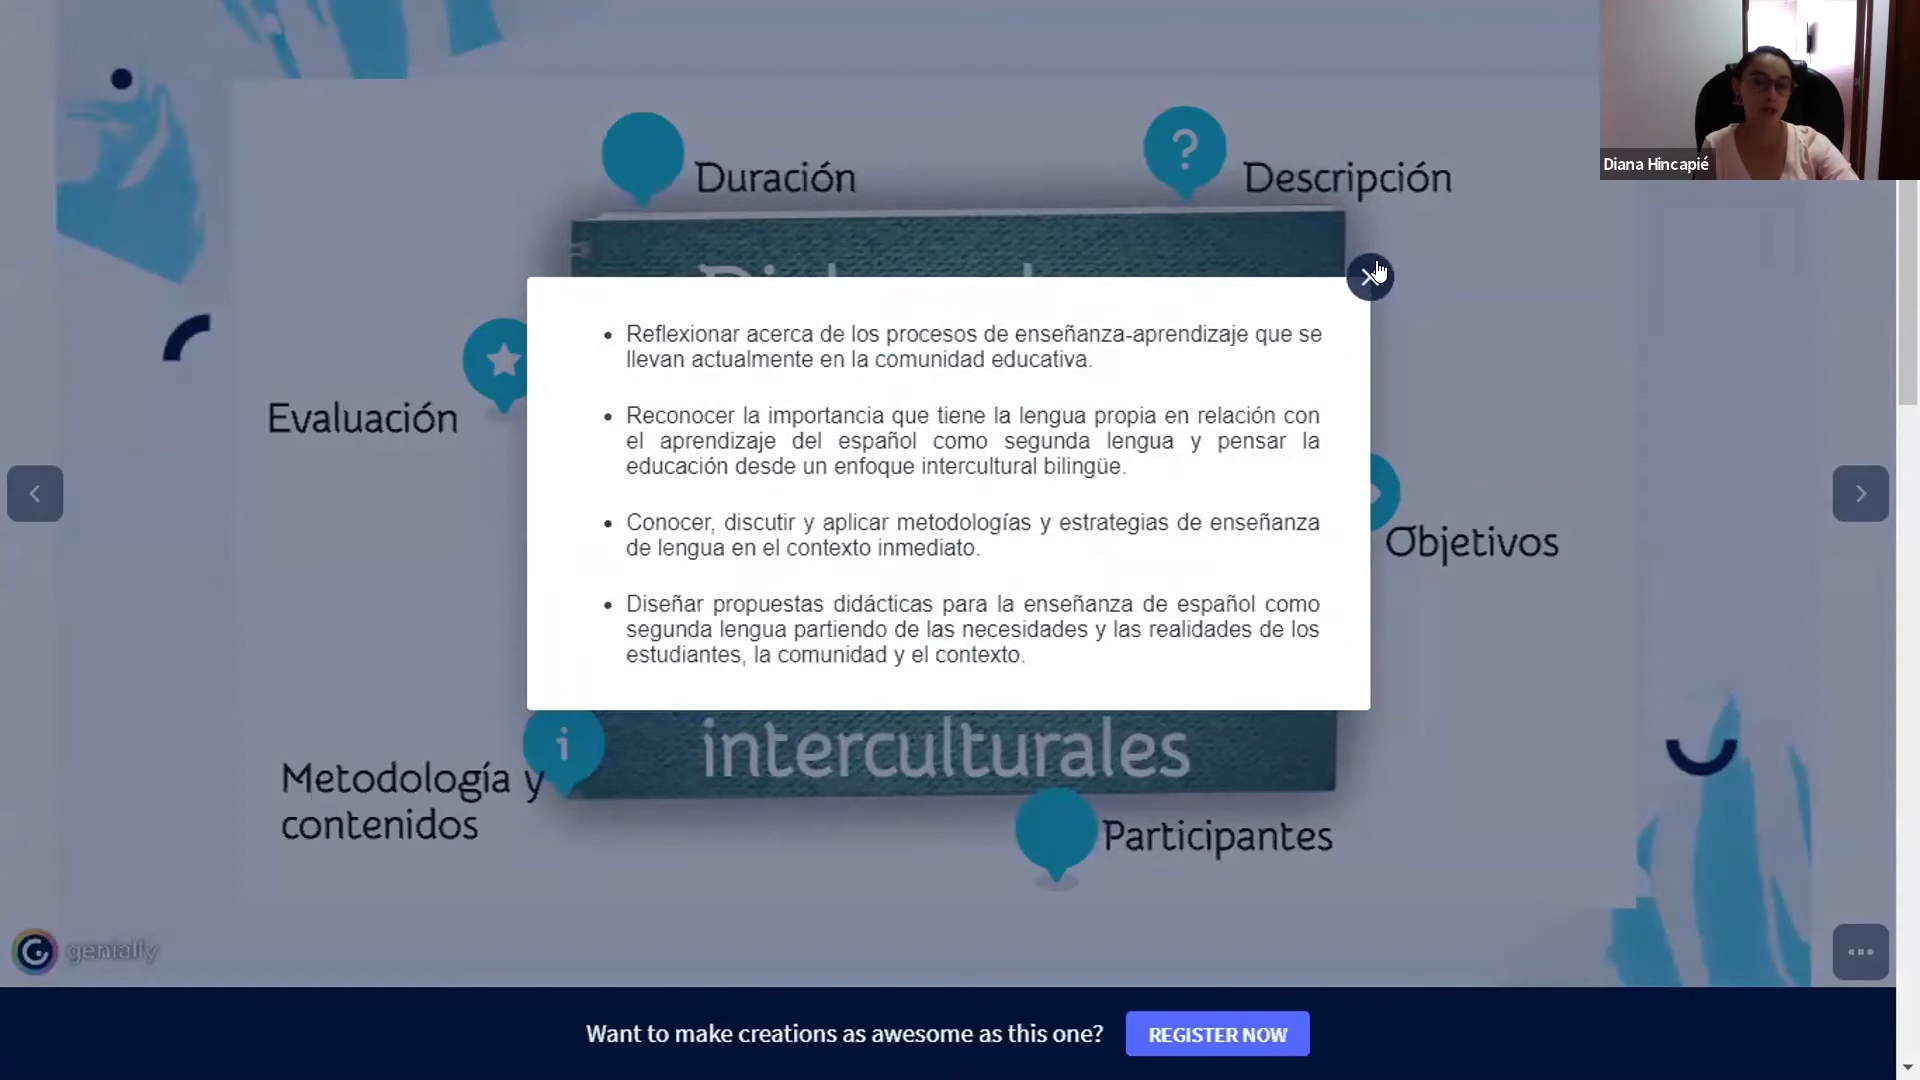 Diana Hincapié
Duración
Descripción
Evaluación
• Reflexionar acerca de los procesos de enseñanza-aprendizaje que se
llevan actualmente en la comunidad educativa.
• Reconocer la importancia que tiene la lengua propia en relación con
el aprendizaje del español como segunda lengua y pensar la
educación desde un enfoque intercultural bilingüe.
• Conocer, discutir y aplicar metodologías y estrategias de enseñanza
de lengua en el contexto inmediato.
• Diseñar propuestas didácticas para la enseñanza de español como
segunda lengua partiendo de las necesidades y las realidades de los
estudiantes, la comunidad y el contexto.
Objetivos
interculturales
Metodología y
contenidos
Participantes
genially
Want to make creations as awesome as this one?
REGISTER NOW